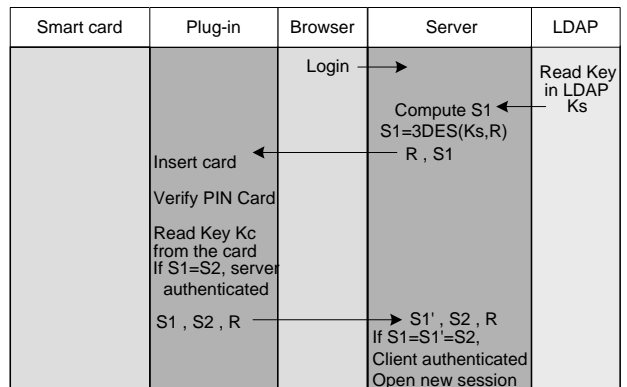 Smart card Plug-in Browser Server LDAP
Login
Read Key
in LDAP
Ks
Compute S1
S1=3DES(Ks,R)
R , S1
Insert card
Verify PIN Card
Read Key Kc
from the card
If S1=S2, server
authenticated
S1 , S2 , R
S1' , S2 , R
If S1=S1'=S2,
Client authenticated
Open new session